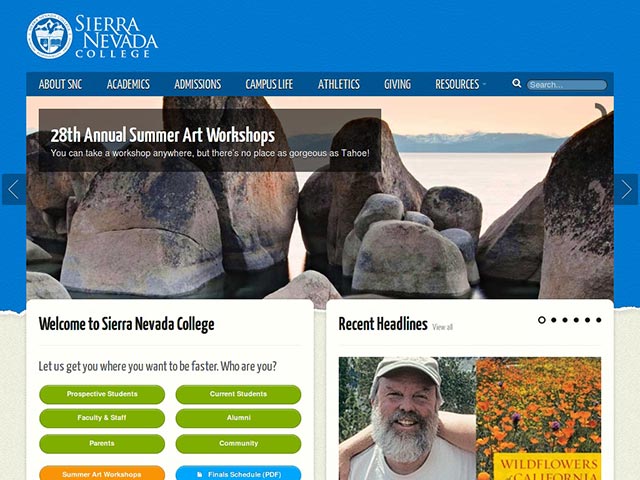 SIERRA
NEVADA
COLLEGE
ABOUT SNC
ACADEMICS
ADMISSIONS
CAMPUS LIFE
ATHLETICS
GIVING
RESOURCES
Search...
28th Annual Summer Art Workshops
You can take a workshop anywhere, but there's no place as gorgeous as Tahoe!
Welcome to Sierra Nevada College
Let us get you where you want to be faster. Who are you?
Prospective Students
Current Students
Faculty & Staff
Alumni
Parents
Community
Summer Art Workshops
Finals Schedule (PDF)
Recent Headlines View all
WILDFLOWERS
of CALIFORNIA